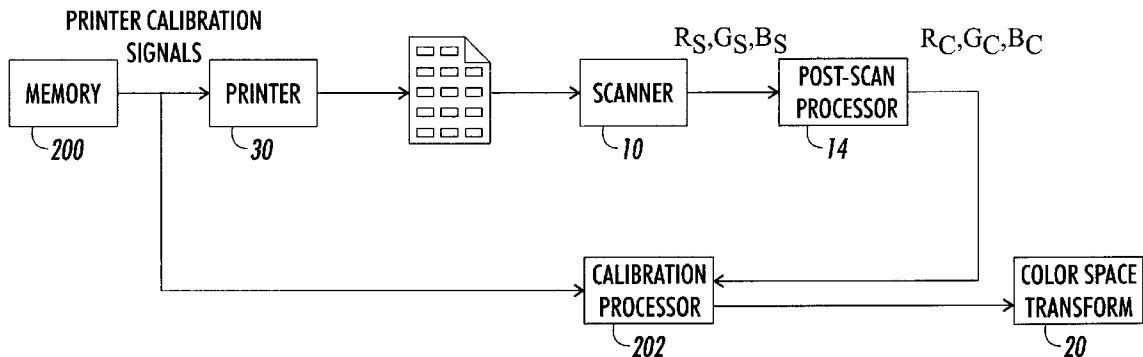 PRINTER CALIBRATION
SIGNALS
MEMORY
200
PRINTER
30
SCANNER
10
RS,GS,BS
POST-SCAN
PROCESSOR
14
RC,GC,BC
CALIBRATION
PROCESSOR
202
COLOR SPACE
TRANSFORM
20